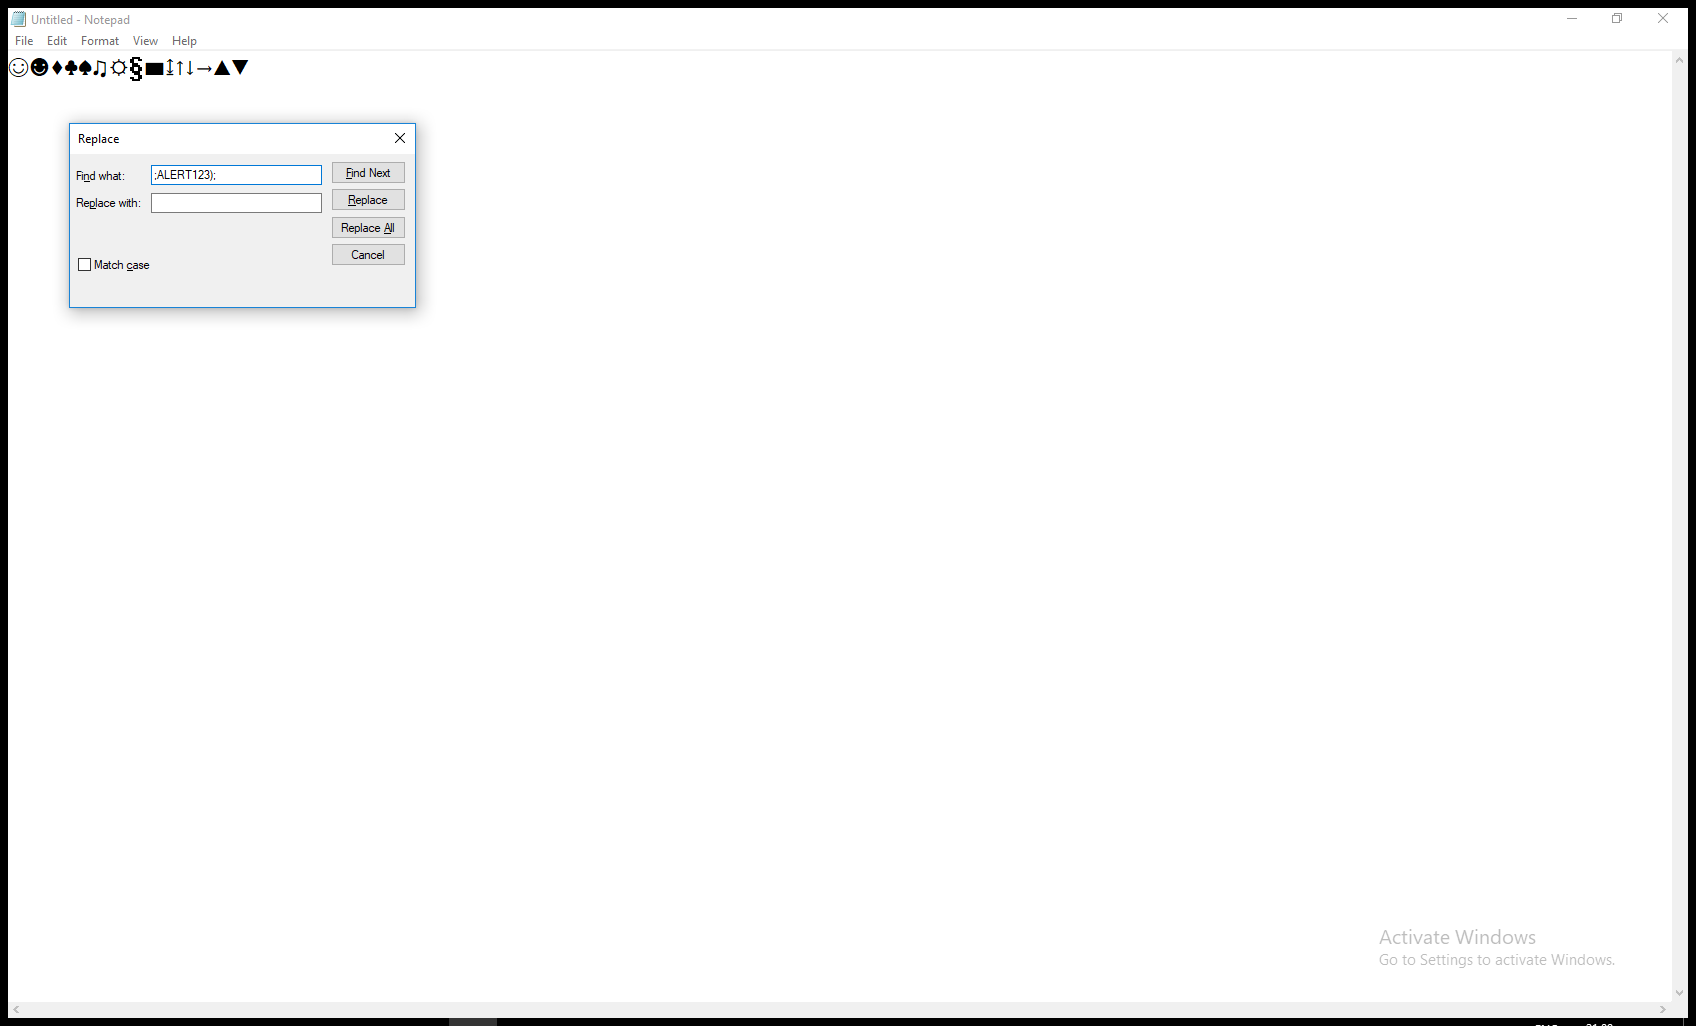 Untitled - Notepad
File Edit Format View Help
☺☻♦♣♠♫☼§■↕↑↓→▲▼
Replace
Find what: ;ALERT123); Find Next
Replace with: Replace
Replace All
Cancel
Match case
Activate Windows
Go to Settings to activate Windows.